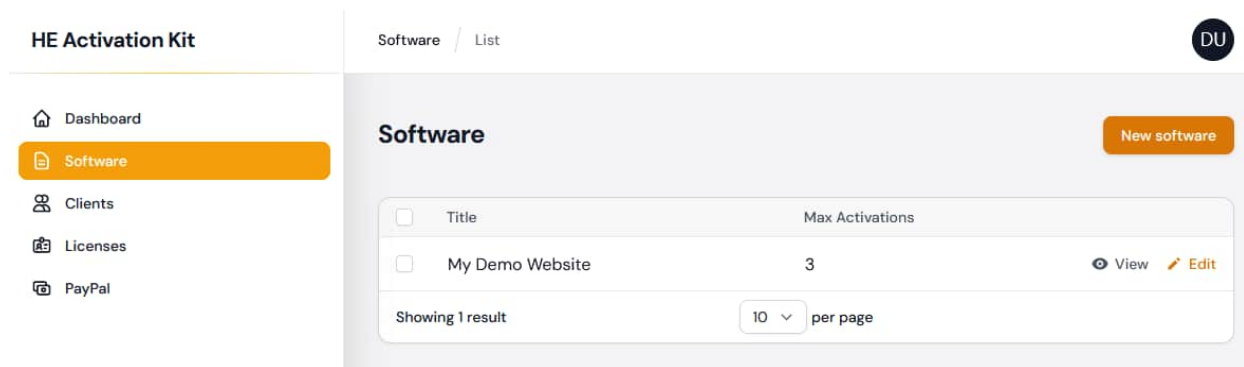 HE Activation Kit
Software / List
DU
Dashboard
Software
Clients
Licenses
PayPal
Software
New software
Title Max Activations
My Demo Website 3 View Edit
Showing 1 result 10 per page